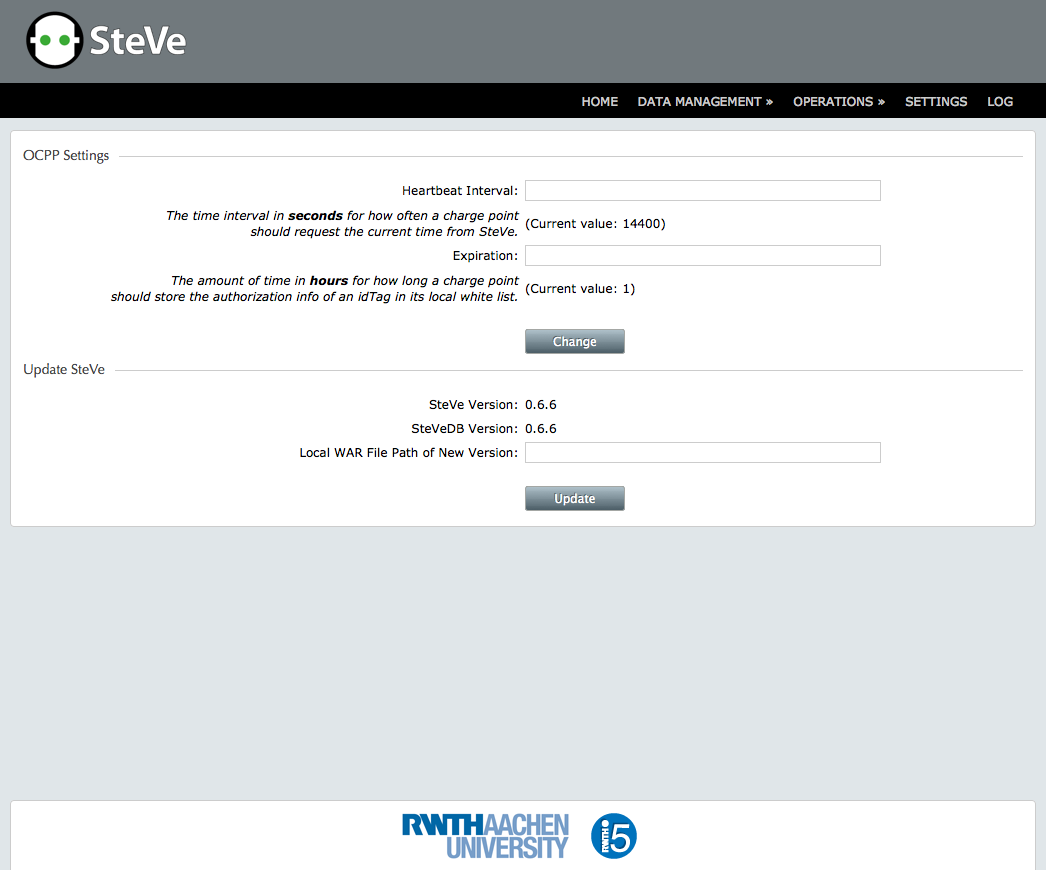 SteVe
HOME DATA MANAGEMENT » OPERATIONS » SETTINGS LOG
OCPP Settings
Heartbeat Interval:
The time interval in seconds for how often a charge point
should request the current time from SteVe.
(Current value: 14400)
Expiration:
The amount of time in hours for how long a charge point
should store the authorization info of an idTag in its local white list.
(Current value: 1)
Change
Update SteVe
SteVe Version: 0.6.6
SteVeDB Version: 0.6.6
Local WAR File Path of New Version:
Update
RWTHAACHEN
UNIVERSITY
RWTH i5